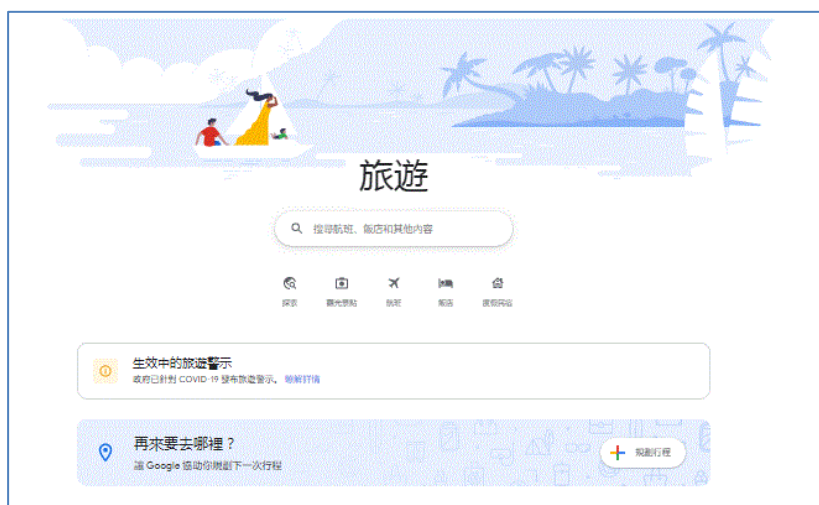 旅遊
搜尋航班、飯店和其他內容
探索 觀光景點 航班 飯店 度假民宿
生效中的旅遊警示
政府已針對 COVID-19 發布旅遊警示。 瞭解詳情
再來要去哪裡？
讓 Google 協助你規劃下一次行程
規劃行程